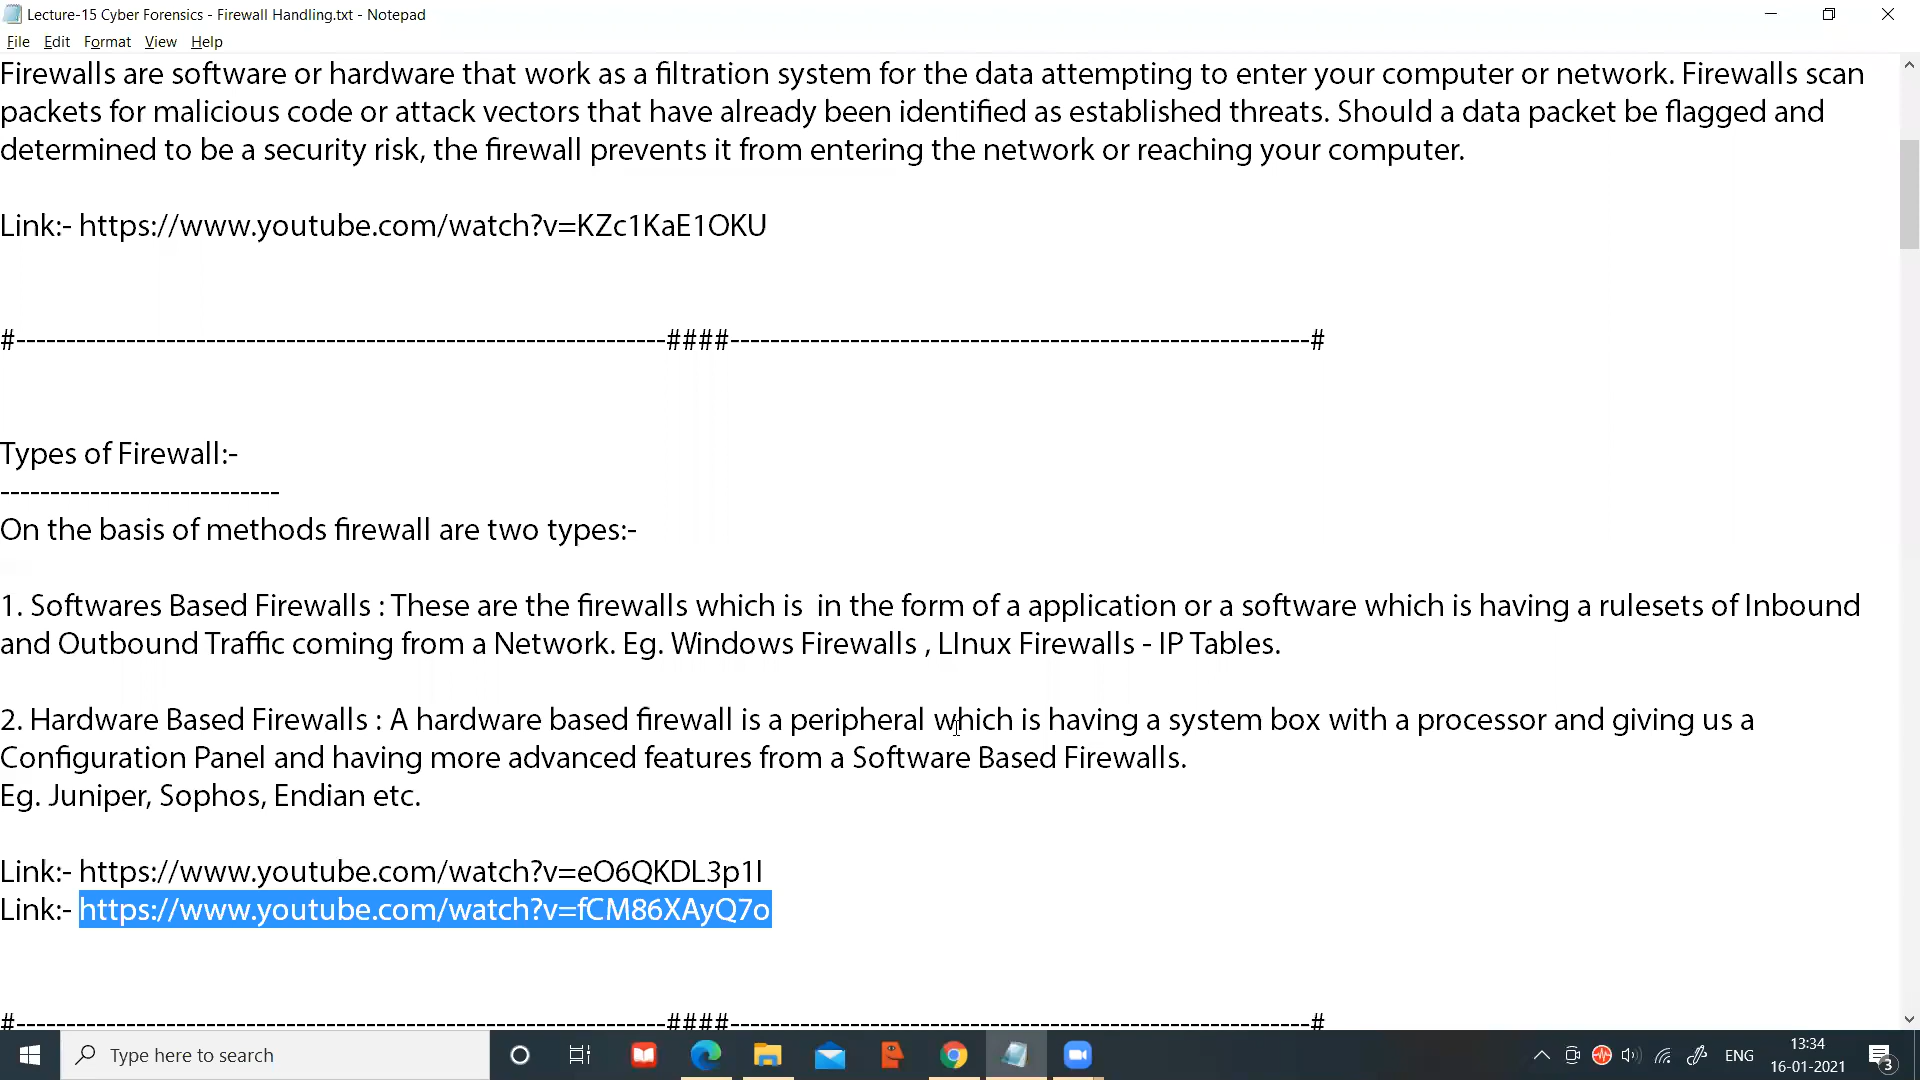 Lecture-15 Cyber Forensics - Firewall Handling.txt - Notepad
File Edit Format View Help
Firewalls are software or hardware that work as a filtration system for the data attempting to enter your computer or network. Firewalls scan
packets for malicious code or attack vectors that have already been identified as established threats. Should a data packet be flagged and
determined to be a security risk, the firewall prevents it from entering the network or reaching your computer.
Link:- https://www.youtube.com/watch?v=KZc1KaE1OKU
#-----------------------------------------------------------------####----------------------------------------------------------#
Types of Firewall:-
----------------------------
On the basis of methods firewall are two types:-
1. Softwares Based Firewalls : These are the firewalls which is  in the form of a application or a software which is having a rulesets of Inbound
and Outbound Traffic coming from a Network. Eg. Windows Firewalls , LInux Firewalls - IP Tables.
2. Hardware Based Firewalls : A hardware based firewall is a peripheral which is having a system box with a processor and giving us a
Configuration Panel and having more advanced features from a Software Based Firewalls.
Eg. Juniper, Sophos, Endian etc.
Link:- https://www.youtube.com/watch?v=eO6QKDL3p1I
Link:- https://www.youtube.com/watch?v=fCM86XAyQ7o
#-----------------------------------------------------------------####----------------------------------------------------------#
Type here to search
ENG
13:34
16-01-2021
3